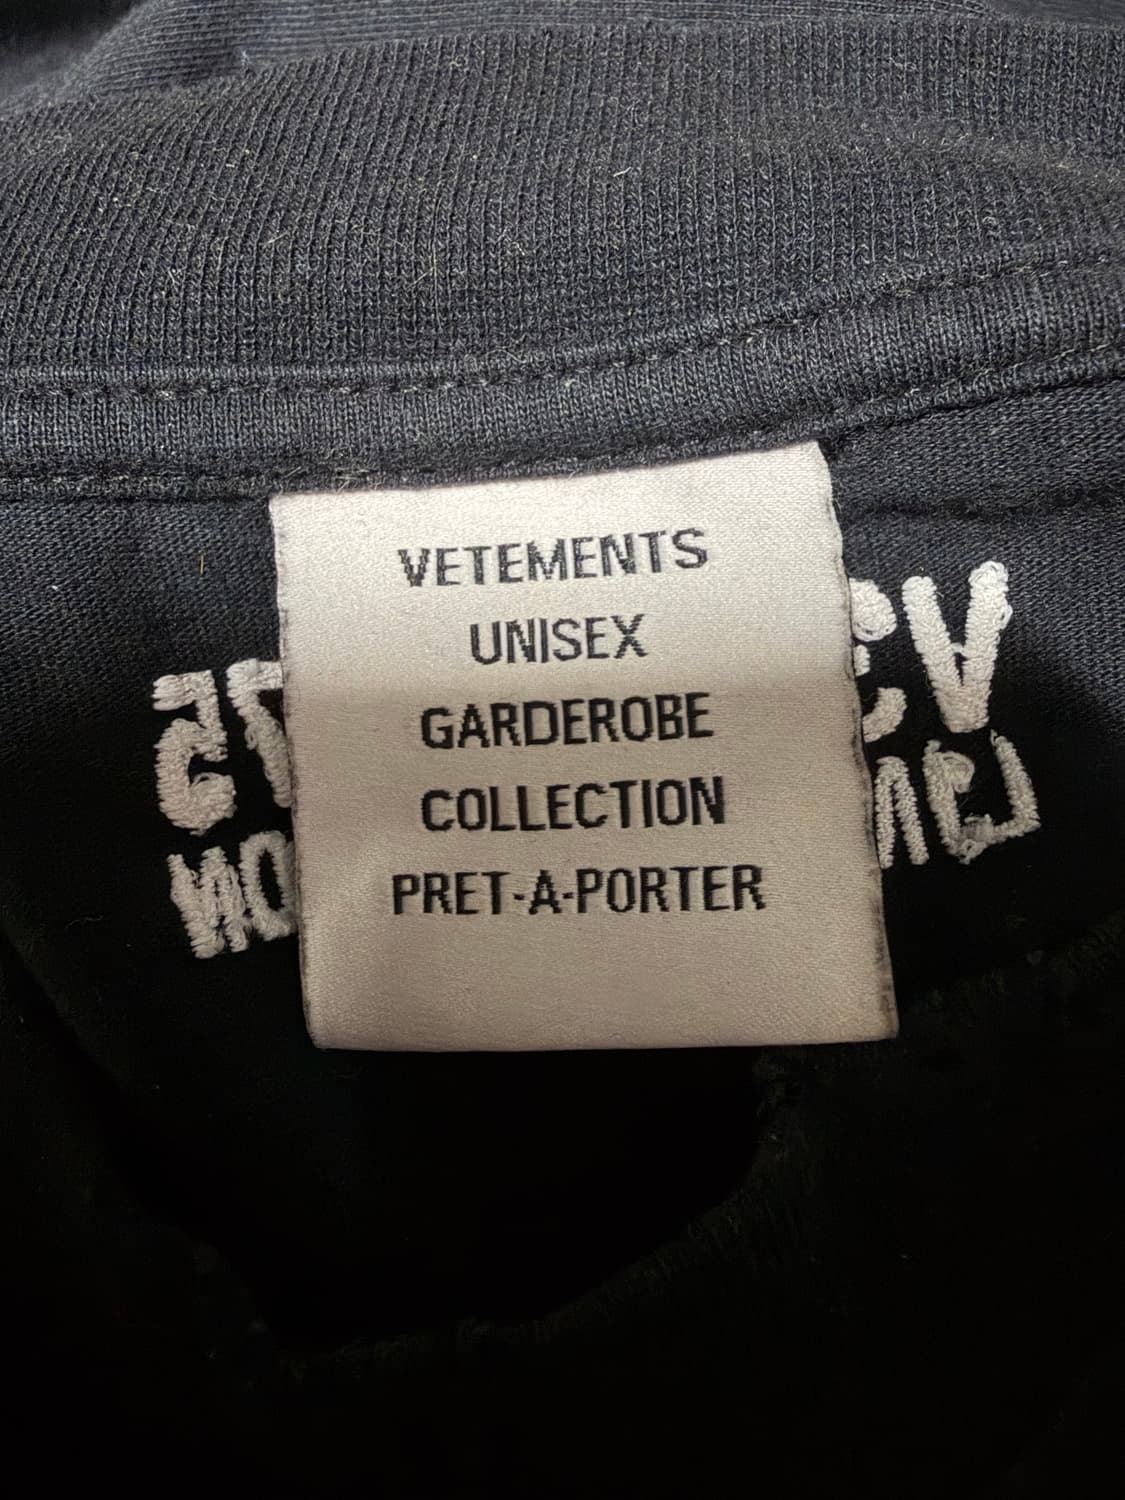 VETEMENTS
UNISEX
GARDEROBE
COLLECTION
PRET-A-PORTER